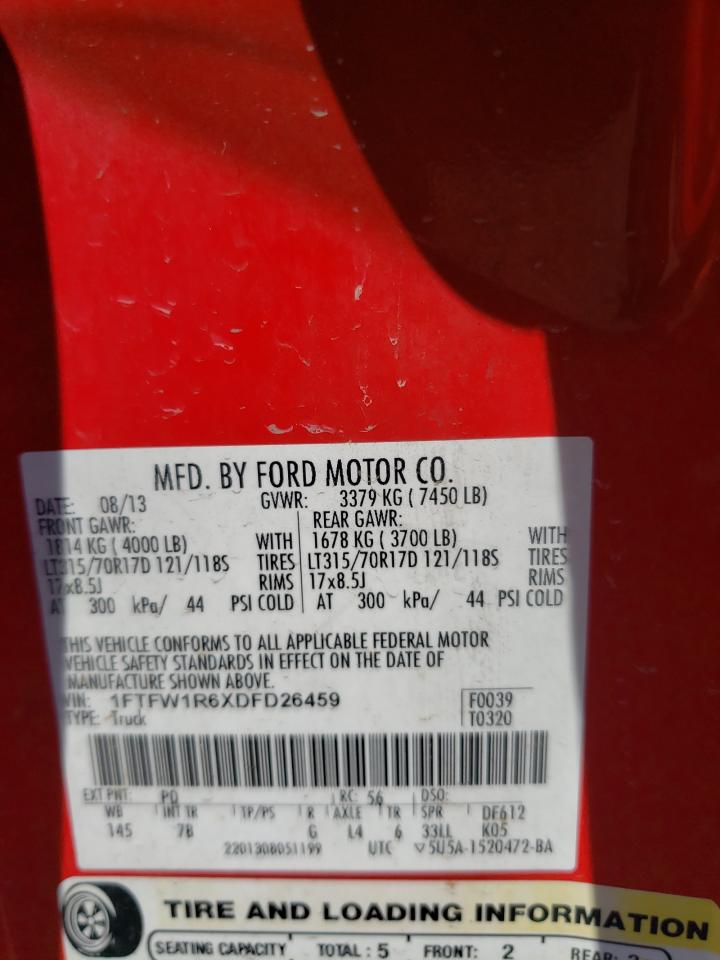 MFD. BY FORD MOTOR CO.
DATE: 08/13 GVWR: 3379 KG ( 7450 LB)
FRONT GAWR: REAR GAWR:
1814 KG ( 4000 LB) WITH 1678 KG ( 3700 LB) WITH
LT315/70R17D 121/118S TIRES LT315/70R17D 121/118S TIRES
17x8.5J RIMS 17x8.5J RIMS
AT 300 kPa/ 44 PSI COLD AT 300 kPa/ 44 PSI COLD
THIS VEHICLE CONFORMS TO ALL APPLICABLE FEDERAL MOTOR
VEHICLE SAFETY STANDARDS IN EFFECT ON THE DATE OF
MANUFACTURE SHOWN ABOVE.
VIN: 1FTFW1R6XDFD26459 F0039
TYPE: Truck T0320
EXT PNT: PQ RC: 56 DSO:
WB INT TR TP/PS R AXLE TR SPR DF612
145 7B G L4 6 33LL K05
2201308051199 UTC ▽5U5A-1520472-BA
TIRE AND LOADING INFORMATION
SEATING CAPACITY TOTAL : 5 FRONT: 2 REAR: